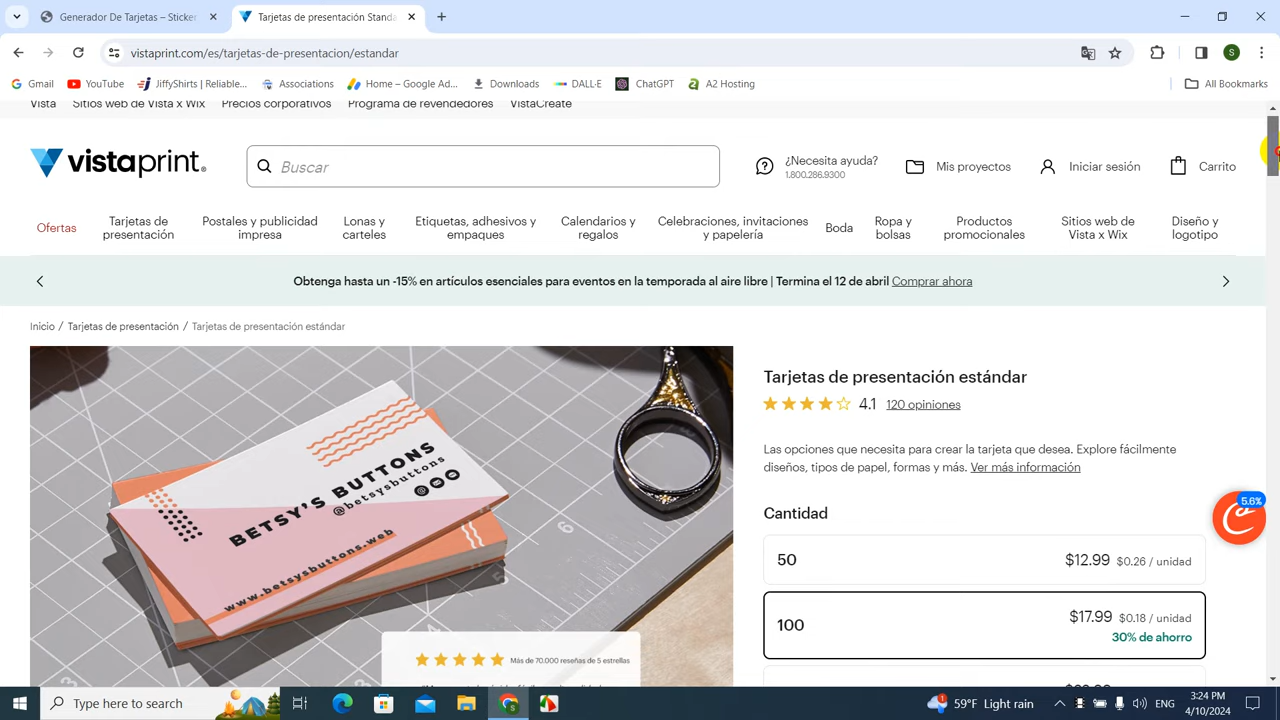 Generador de texto - Sticker
Tarjetas de presentación estánda
vistaprint.com/es/tarjetas-de-presentacion/estandar
S
Gmail
YouTube
JiffyShirts | Reliable...
Associations
Home – Google Ad...
Downloads
DALL·E
ChatGPT
A2 Hosting
All Bookmarks
Vista
Sitios web de Vista x Wix
Precios corporativos
Programa de revendedores
VistaCreate
vistaprint.
Buscar
¿Necesita ayuda?
1.800.286.9300
Mis proyectos
Iniciar sesión
Carrito
Ofertas
Tarjetas de
presentación
Postales y publicidad
impresa
Lonas y
carteles
Etiquetas, adhesivos y
empaques
Calendarios y
regalos
Celebraciones, invitaciones
y papelería
Boda
Ropa y
bolsas
Productos
promocionales
Sitios web de
Vista x Wix
Diseño y
logotipo
Obtenga hasta un -15% en artículos esenciales para eventos en la temporada al aire libre | Termina el 12 de abril Comprar ahora
Inicio / Tarjetas de presentación / Tarjetas de presentación estándar
BETSY'S BUTTONS
@betsysbuttons
www.betsysbuttons.web
6
Más de 70.000 reseñas de 5 estrellas
Tarjetas de presentación estándar
4.1 120 opiniones
Las opciones que necesita para crear la tarjeta que desea. Explore fácilmente
diseños, tipos de papel, formas y más. Ver más información
Cantidad
50 $12.99 $0.26 / unidad
100 $17.99 $0.18 / unidad
30% de ahorro
5.6%
Type here to search
59°F Light rain
ENG
3:24 PM
4/10/2024